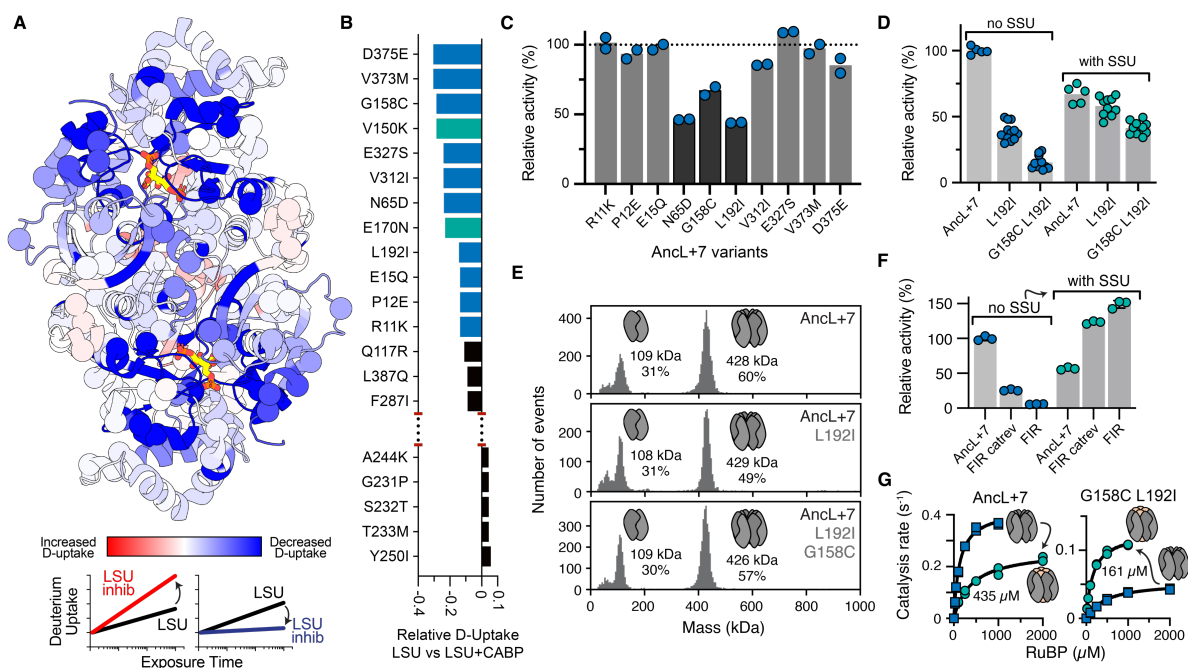 A
Increased
D-uptake
Decreased
D-uptake
Deuterium
Uptake
LSU
inhib
LSU
LSU
LSU
inhib
Exposure Time
B
D375E
V373M
G158C
V150K
E327S
V312I
N65D
E170N
L192I
E15Q
P12E
R11K
Q117R
L387Q
F287I
A244K
G231P
S232T
T233M
Y250I
-0.4
-0.2
0
0.1
Relative D-Uptake
LSU vs LSU+CABP
C
Relative activity (%)
100
50
0
R11K
P12E
E15Q
N65D
G158C
L192I
V312I
E327S
V373M
D375E
AncL+7 variants
D
no SSU
with SSU
Relative activity (%)
100
50
0
AncL+7
L192I
G158C L192I
AncL+7
L192I
G158C L192I
E
Number of events
400
200
0
109 kDa
31%
428 kDa
60%
AncL+7
200
100
0
108 kDa
31%
429 kDa
49%
AncL+7
L192I
300
200
100
0
109 kDa
30%
426 kDa
57%
AncL+7
L192I
G158C
0
200
400
600
800
1000
Mass (kDa)
F
with SSU
no SSU
Relative activity (%)
150
100
50
0
AncL+7
FIR catrev
FIR
AncL+7
FIR catrev
FIR
G
AncL+7
G158C L192I
Catalysis rate (s⁻¹)
0.4
0.2
0
435 µM
0
1000
2000
0.1
0
161 µM
0
1000
2000
RuBP (µM)